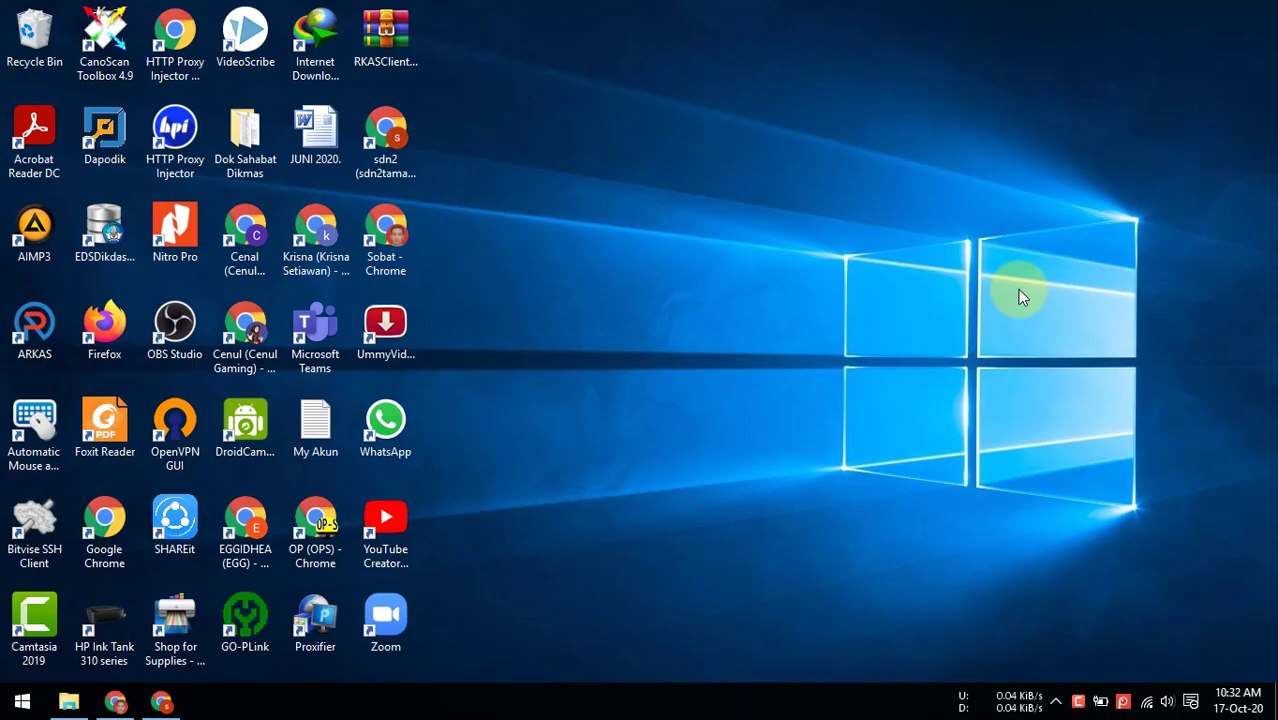 Recycle Bin
CanoScan
Toolbox 4.9
HTTP Proxy
Injector ...
VideoScribe
Internet
Downlo...
RKASClient...
Acrobat
Reader DC
Dapodik
hpi
HTTP Proxy
Injector
Dok Sahabat
Dikmas
W
JUNI 2020.
s
sdn2
(sdn2tama...
AIMP3
EDSDikdas...
Nitro Pro
C
Cenal
(Cenul...
k
Krisna (Krisna
Setiawan) - ...
Sobat -
Chrome
ARKAS
Firefox
OBS Studio
Cenul (Cenul
Gaming) - ...
T
Microsoft
Teams
UmmyVid...
Automatic
Mouse a...
PDF
Foxit Reader
OpenVPN
GUI
DroidCam...
My Akun
WhatsApp
Bitvise SSH
Client
Google
Chrome
SHAREit
E
EGGIDHEA
(EGG) - ...
OP-S
OP (OPS) -
Chrome
YouTube
Creator...
C
Camtasia
2019
HP Ink Tank
310 series
Shop for
Supplies - ...
GO-PLink
P
Proxifier
Zoom
s
U: 0.04 KiB/s
D: 0.04 KiB/s
C
P
10:32 AM
17-Oct-20